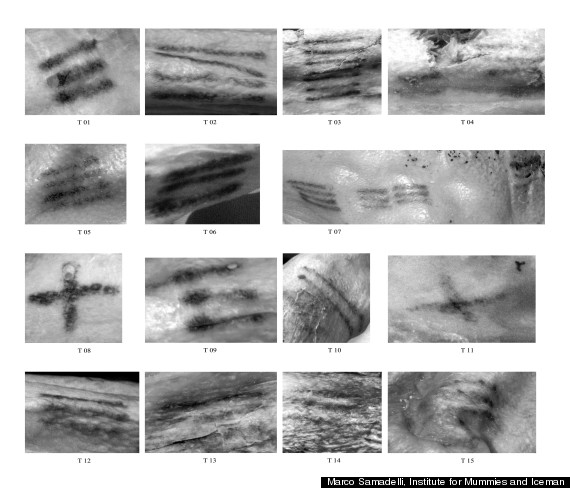 T 01
T 02
T 03
T 04
T 05
T 06
T 07
T 08
T 09
T 10
T 11
T 12
T 13
T 14
T 15
Marco Samadelli, Institute for Mummies and Iceman